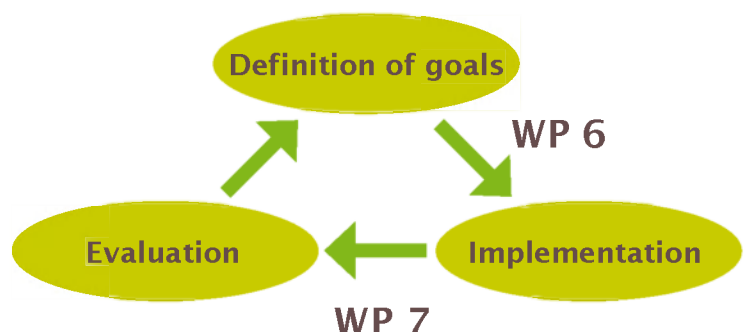 Definition of goals
WP 6
Evaluation
Implementation
WP 7